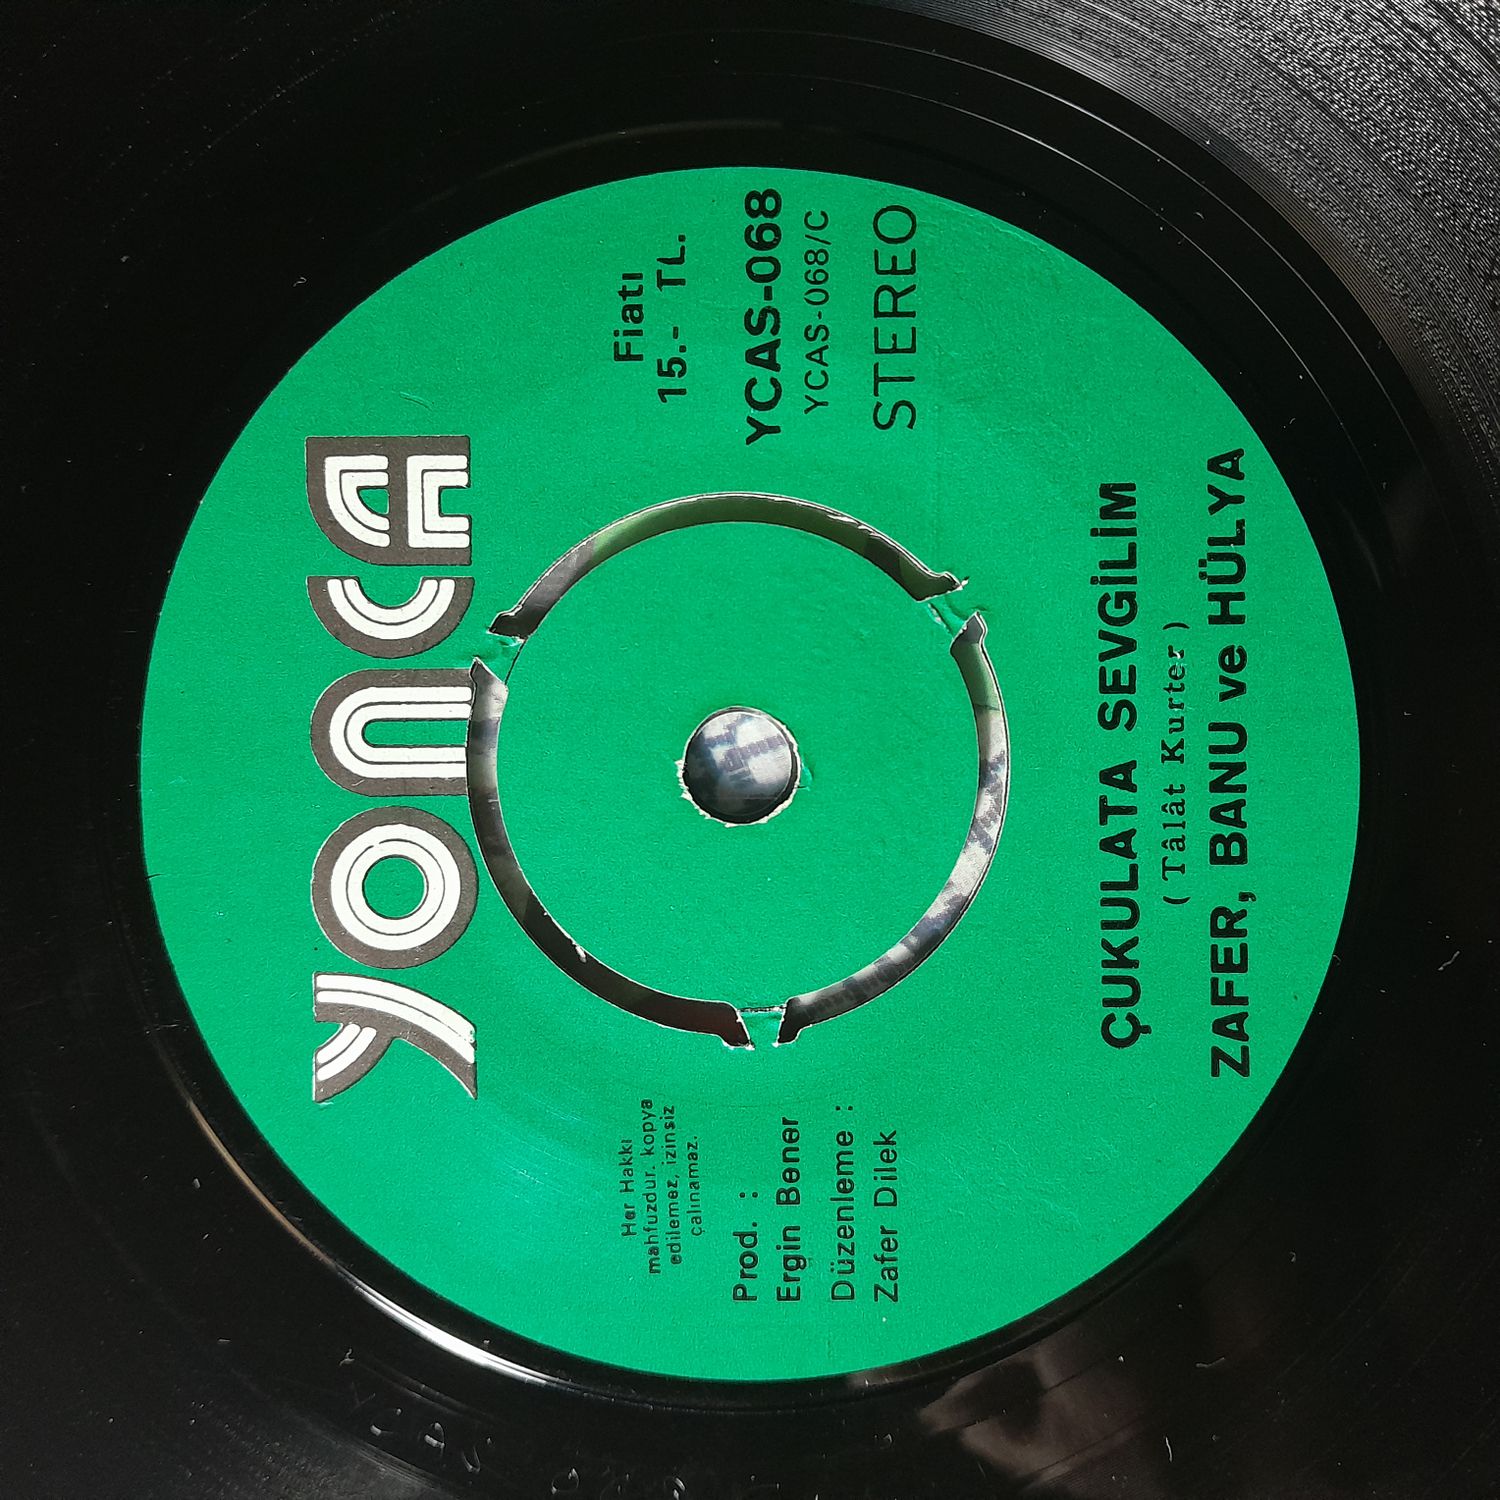 YONCA
Her Hakkı
mahfuzdur. kopya
edilemez, izinsiz
çalınamaz.
Prod. :
Ergin Bener
Düzenleme :
Zafer Dilek
Fiatı
15.- TL.
YCAS-068
YCAS-068/C
STEREO
ÇUKULATA SEVGİLİM
( Tâlât Kurter )
ZAFER, BANU ve HÜLYA